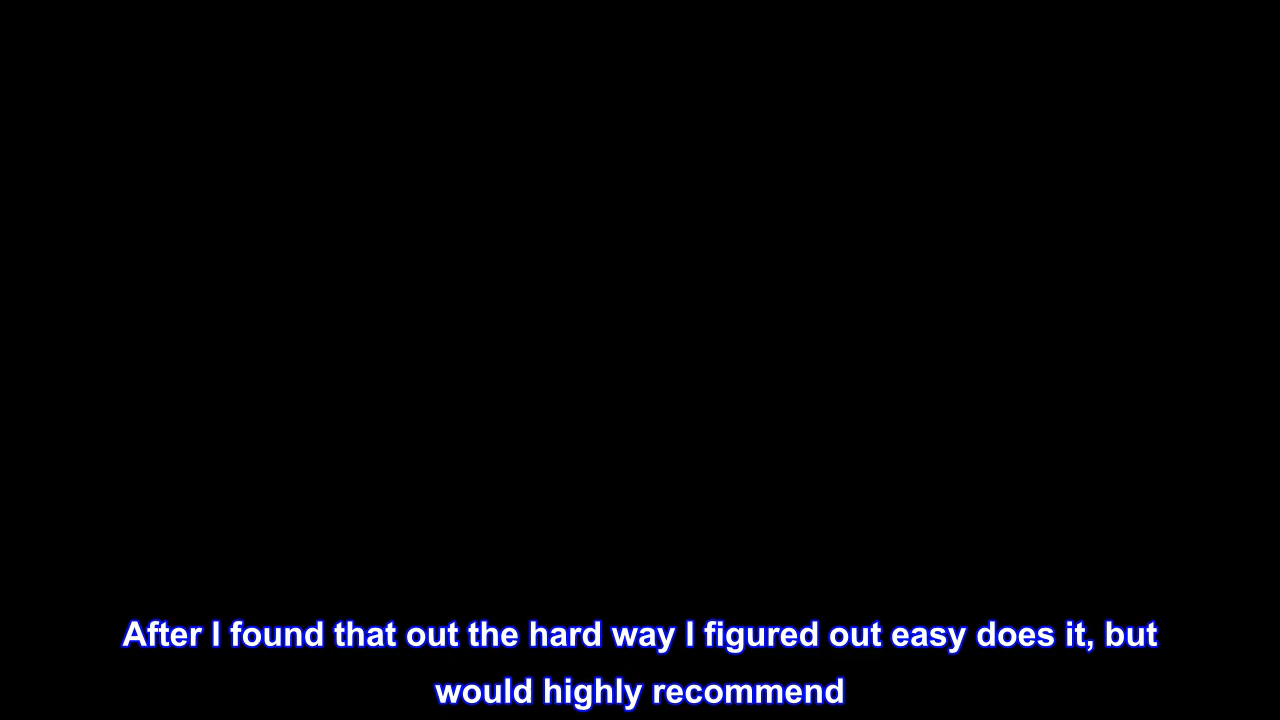 After I found that out the hard way I figured out easy does it, but
would highly recommend